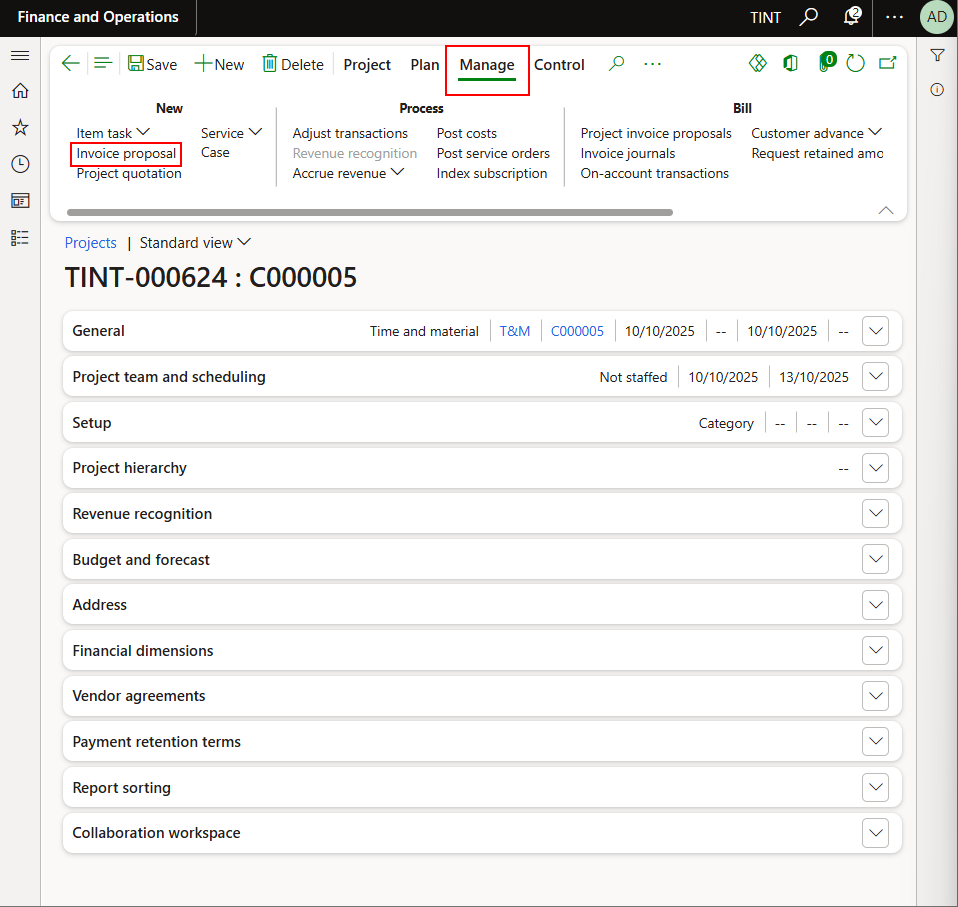 Finance and Operations TINT 2 AD
Save New Delete Project Plan Manage Control 0
New Process Bill
Item task Service Adjust transactions Post costs Project invoice proposals Customer advance
Invoice proposal Case Revenue recognition Post service orders Invoice journals Request retained amo
Project quotation Accrue revenue Index subscription On-account transactions
Projects | Standard view
TINT-000624 : C000005
General Time and material T&M C000005 10/10/2025 -- 10/10/2025 --
Project team and scheduling Not staffed 10/10/2025 13/10/2025
Setup Category -- -- --
Project hierarchy --
Revenue recognition
Budget and forecast
Address
Financial dimensions
Vendor agreements
Payment retention terms
Report sorting
Collaboration workspace